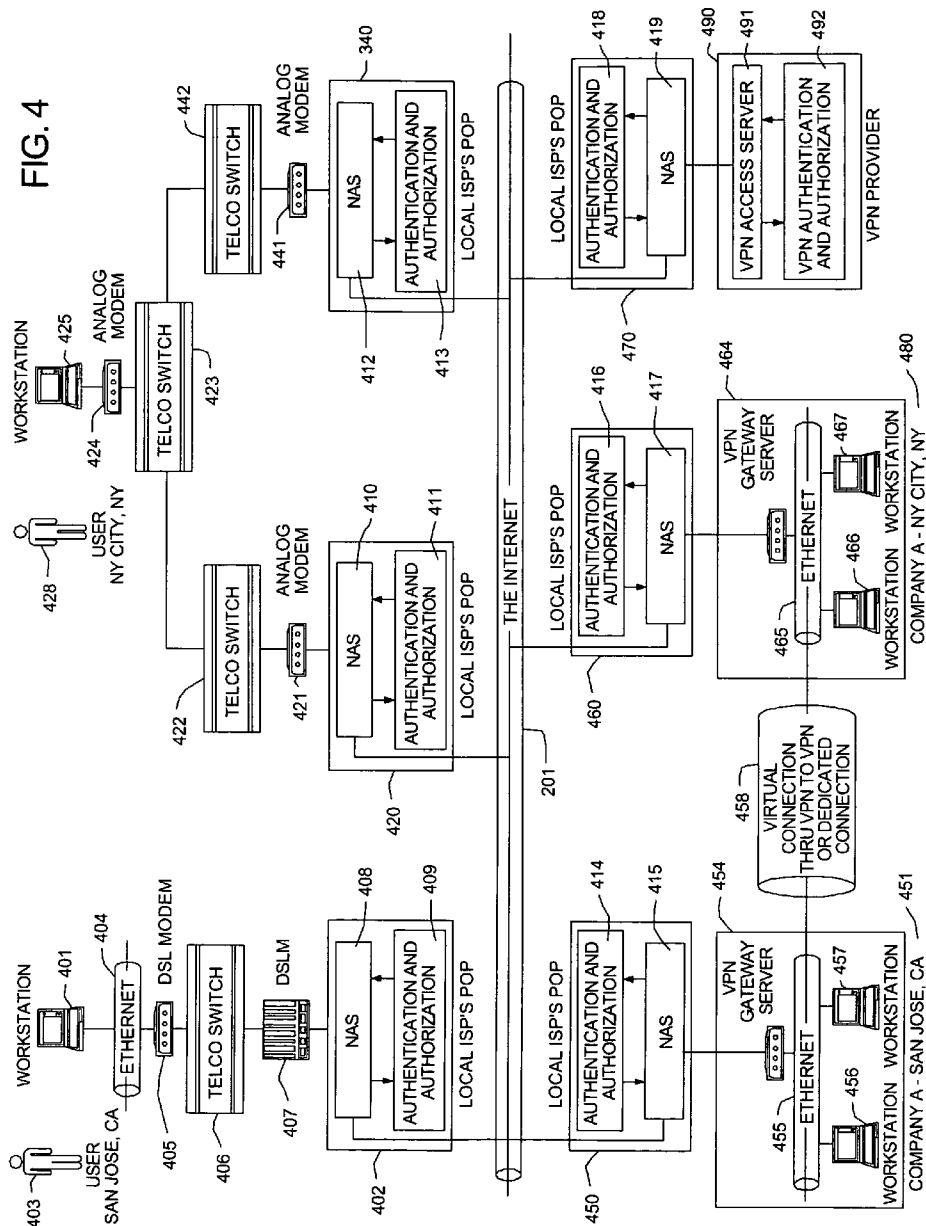 FIG. 4
403
USER
SAN JOSE, CA
WORKSTATION
401
404
ETHERNET
DSL MODEM
405
TELCO SWITCH
406
DSLM
407
NAS
408
AUTHENTICATION AND
AUTHORIZATION
409
LOCAL ISP'S POP
402
428
USER
NY CITY, NY
WORKSTATION
425
ANALOG
MODEM
424
TELCO SWITCH
423
TELCO SWITCH
422
ANALOG
MODEM
421
NAS
410
AUTHENTICATION AND
AUTHORIZATION
411
LOCAL ISP'S POP
420
TELCO SWITCH
442
ANALOG
MODEM
441
340
NAS
412
AUTHENTICATION AND
AUTHORIZATION
413
LOCAL ISP'S POP
THE INTERNET
201
LOCAL ISP'S POP
414
AUTHENTICATION AND
AUTHORIZATION
415
NAS
450
454
VPN
GATEWAY
SERVER
ETHERNET
455
456
457
WORKSTATION WORKSTATION
COMPANY A - SAN JOSE, CA
451
458
VIRTUAL
CONNECTION
THRU VPN TO VPN
OR DEDICATED
CONNECTION
LOCAL ISP'S POP
416
AUTHENTICATION AND
AUTHORIZATION
417
NAS
460
464
VPN
GATEWAY
SERVER
ETHERNET
465
466
467
WORKSTATION WORKSTATION
COMPANY A - NY CITY, NY
480
LOCAL ISP'S POP
418
AUTHENTICATION AND
AUTHORIZATION
419
NAS
470
490
VPN ACCESS SERVER
491
VPN AUTHENTICATION
AND AUTHORIZATION
492
VPN PROVIDER